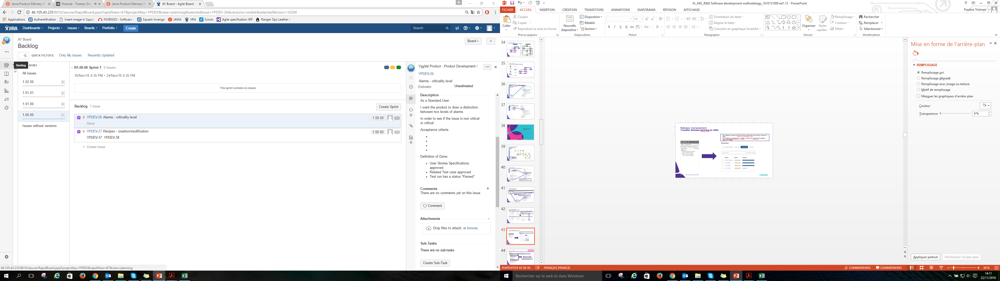 Jama Product Delivery P
Polarize - Twenty One
Jama Product Delivery P
AY Board - Agile Board -
46.105.43.235:8010/secure/RapidBoard.jspa?rapidView=67&projectKey=YPDEV&view=planning&selectedIssue=YPDEV-26&versions=visible&selectedVersion=10204
Applications
Authentification
Insert image in Squas
INVENGO - Software
Squash Invengo
JAMA
JIRA
Scrum
Agile specification WF
Ranger Ops Leather |
JIRA
Dashboards
Projects
Issues
Boards
Portfolio
Create
Search
AY Board
Backlog
Board
QUICK FILTERS:
Only My Issues
Recently Updated
Backlog
SIONS
All issues
1.02.00
1.01.01
1.01.00
1.00.00
Issues without versions
R1.00.00 Sprint 1 0 issues
10/Nov/16 4:35 PM • 24/Nov/16 4:35 PM
This sprint contains no issues
Backlog 1 issue
Create Sprint
YPDEV-26 Alarms - criticality level
1.00.00
None
YPDEV-27 Recipes - creation/modification
1.00.00
YPDEV-37, YPDEV-38
+ Create issue
YggVal Product - Product Development /
YPDEV-26
Alarms - criticality level
Estimate: Unestimated
Description
As a Standard User
I want the product to draw a distinction
between two levels of alarms
In order to see if the issue is non critical
or critical
Acceptance criteria:
Definition of Done:
• User Stories Specifications
approved
• Related Test case approved
• Test run has a status "Passed"
Comments
There are no comments yet on this issue.
Comment
Attachments
Drop files to attach, or browse.
Sub-Tasks
There are no sub-tasks
Create Sub-Task
0
0
46.105.43.235:8010/secure/RapidBoard.jspa?projectKey=YPDEV&rapidView=67&view=planning
VL_MIL_R&D Software development methodology_1610131009 ed1.12 - PowerPoint
FICHIER
ACCUEIL
INSERTION
CRÉATION
TRANSITIONS
ANIMATIONS
DIAPORAMA
RÉVISION
AFFICHAGE
Pauline Tristram
Coller
Couper
Copier
Reproduire la mise en forme
Presse-papiers
Nouvelle
diapositive
Disposition
Rétablir
Section
Diapositives
14
G I S S abc AV Aa A
Police
Orientation du texte
Aligner le texte
Convertir en graphique SmartArt
Paragraphe
Organiser
Styles
rapides
Remplissage
Contour
Effets
Dessin
Rechercher
Remplacer
Sélectionner
Modification
34
35
36
37
38
39
40
41
42
43
44
Release management
Transfer Release Backlog to JIRA
Releases
Mise en forme de l'arrière-plan
REMPLISSAGE
Remplissage uni
Remplissage dégradé
Remplissage avec image ou texture
Motif de remplissage
Masquer les graphiques d'arrière-plan
Couleur
Transparence
0 %
Appliquer partout
Réinitialiser l'arrière-plan
DIAPOSITIVE 43 DE 93
FRANÇAIS (FRANCE)
COMMENTAIRES
COMMENTAIRES
30 %
Rechercher sur le web et dans Windows
14:11
22/11/2016